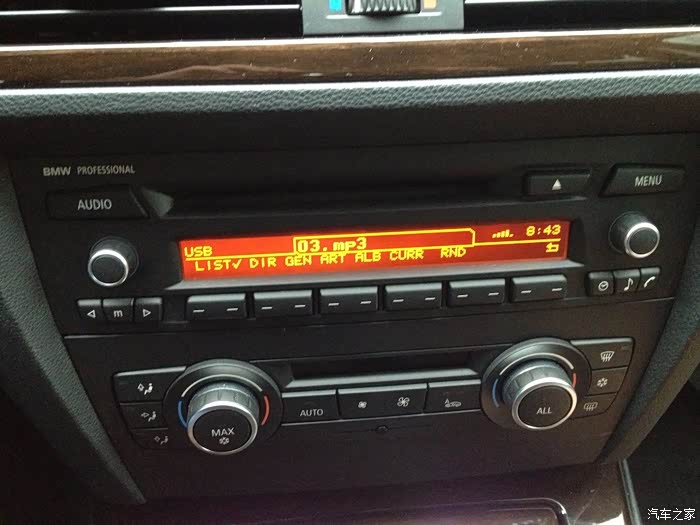 BMW PROFESSIONAL
AUDIO
MENU
03.mp3
8:43
USB
LIST✓ DIR GEN ART ALB CURR RND
m
AUTO
MAX
ALL
汽车之家